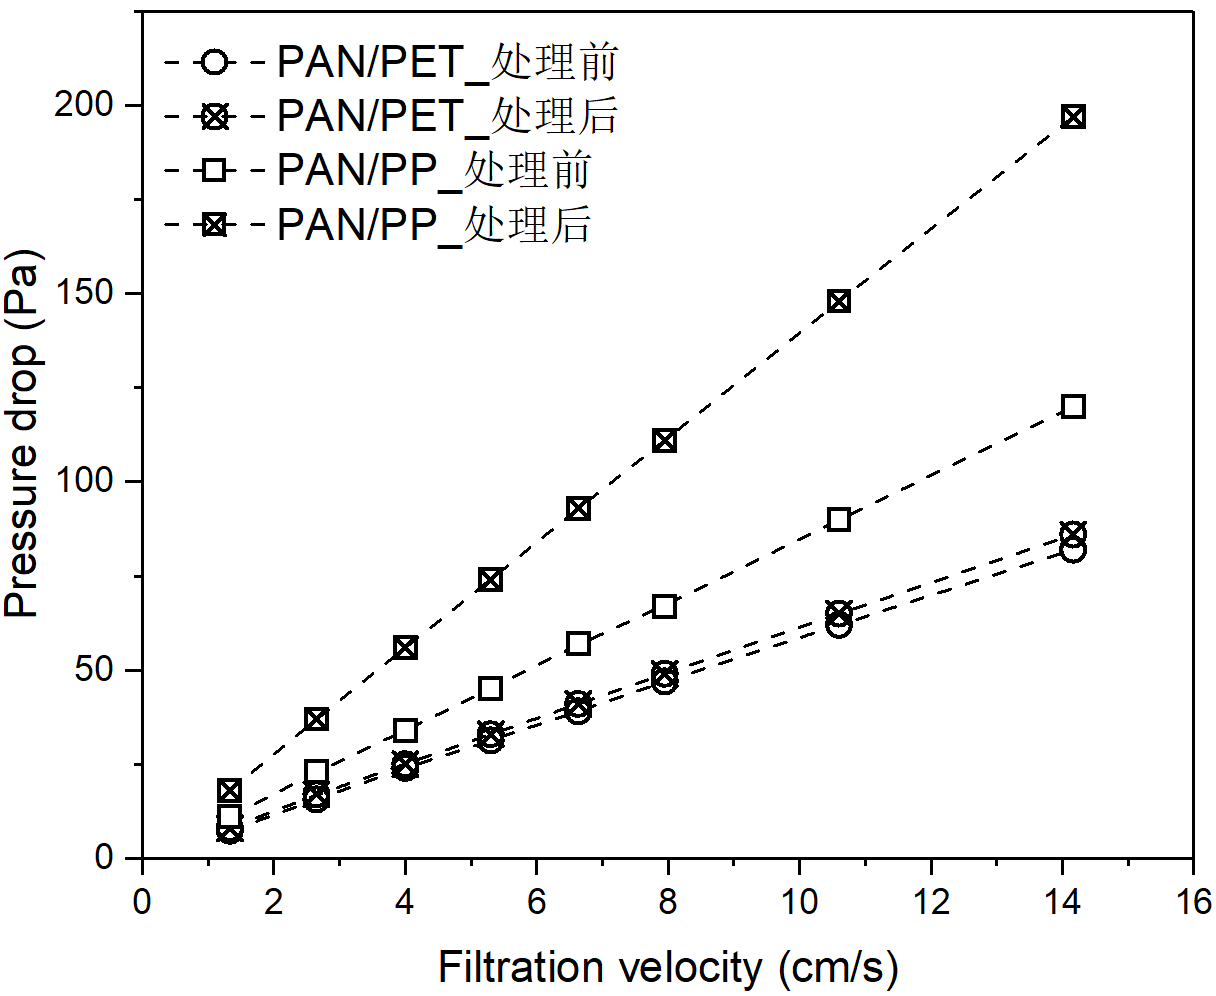 PAN/PET_处理前
PAN/PET_处理后
PAN/PP_处理前
PAN/PP_处理后
200
150
100
50
0
Pressure drop (Pa)
0 2 4 6 8 10 12 14 16
Filtration velocity (cm/s)